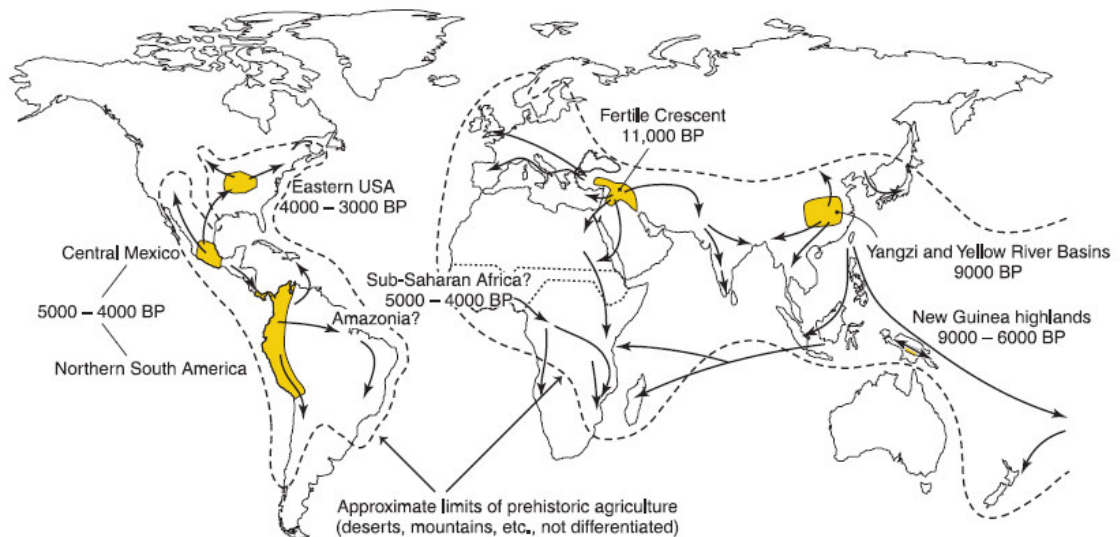 Fertile Crescent
11,000 BP
Eastern USA
4000 – 3000 BP
Central Mexico
5000 – 4000 BP
Northern South America
Amazonia?
Sub-Saharan Africa?
5000 – 4000 BP
Yangzi and Yellow River Basins
9000 BP
New Guinea highlands
9000 – 6000 BP
Approximate limits of prehistoric agriculture
(deserts, mountains, etc., not differentiated)